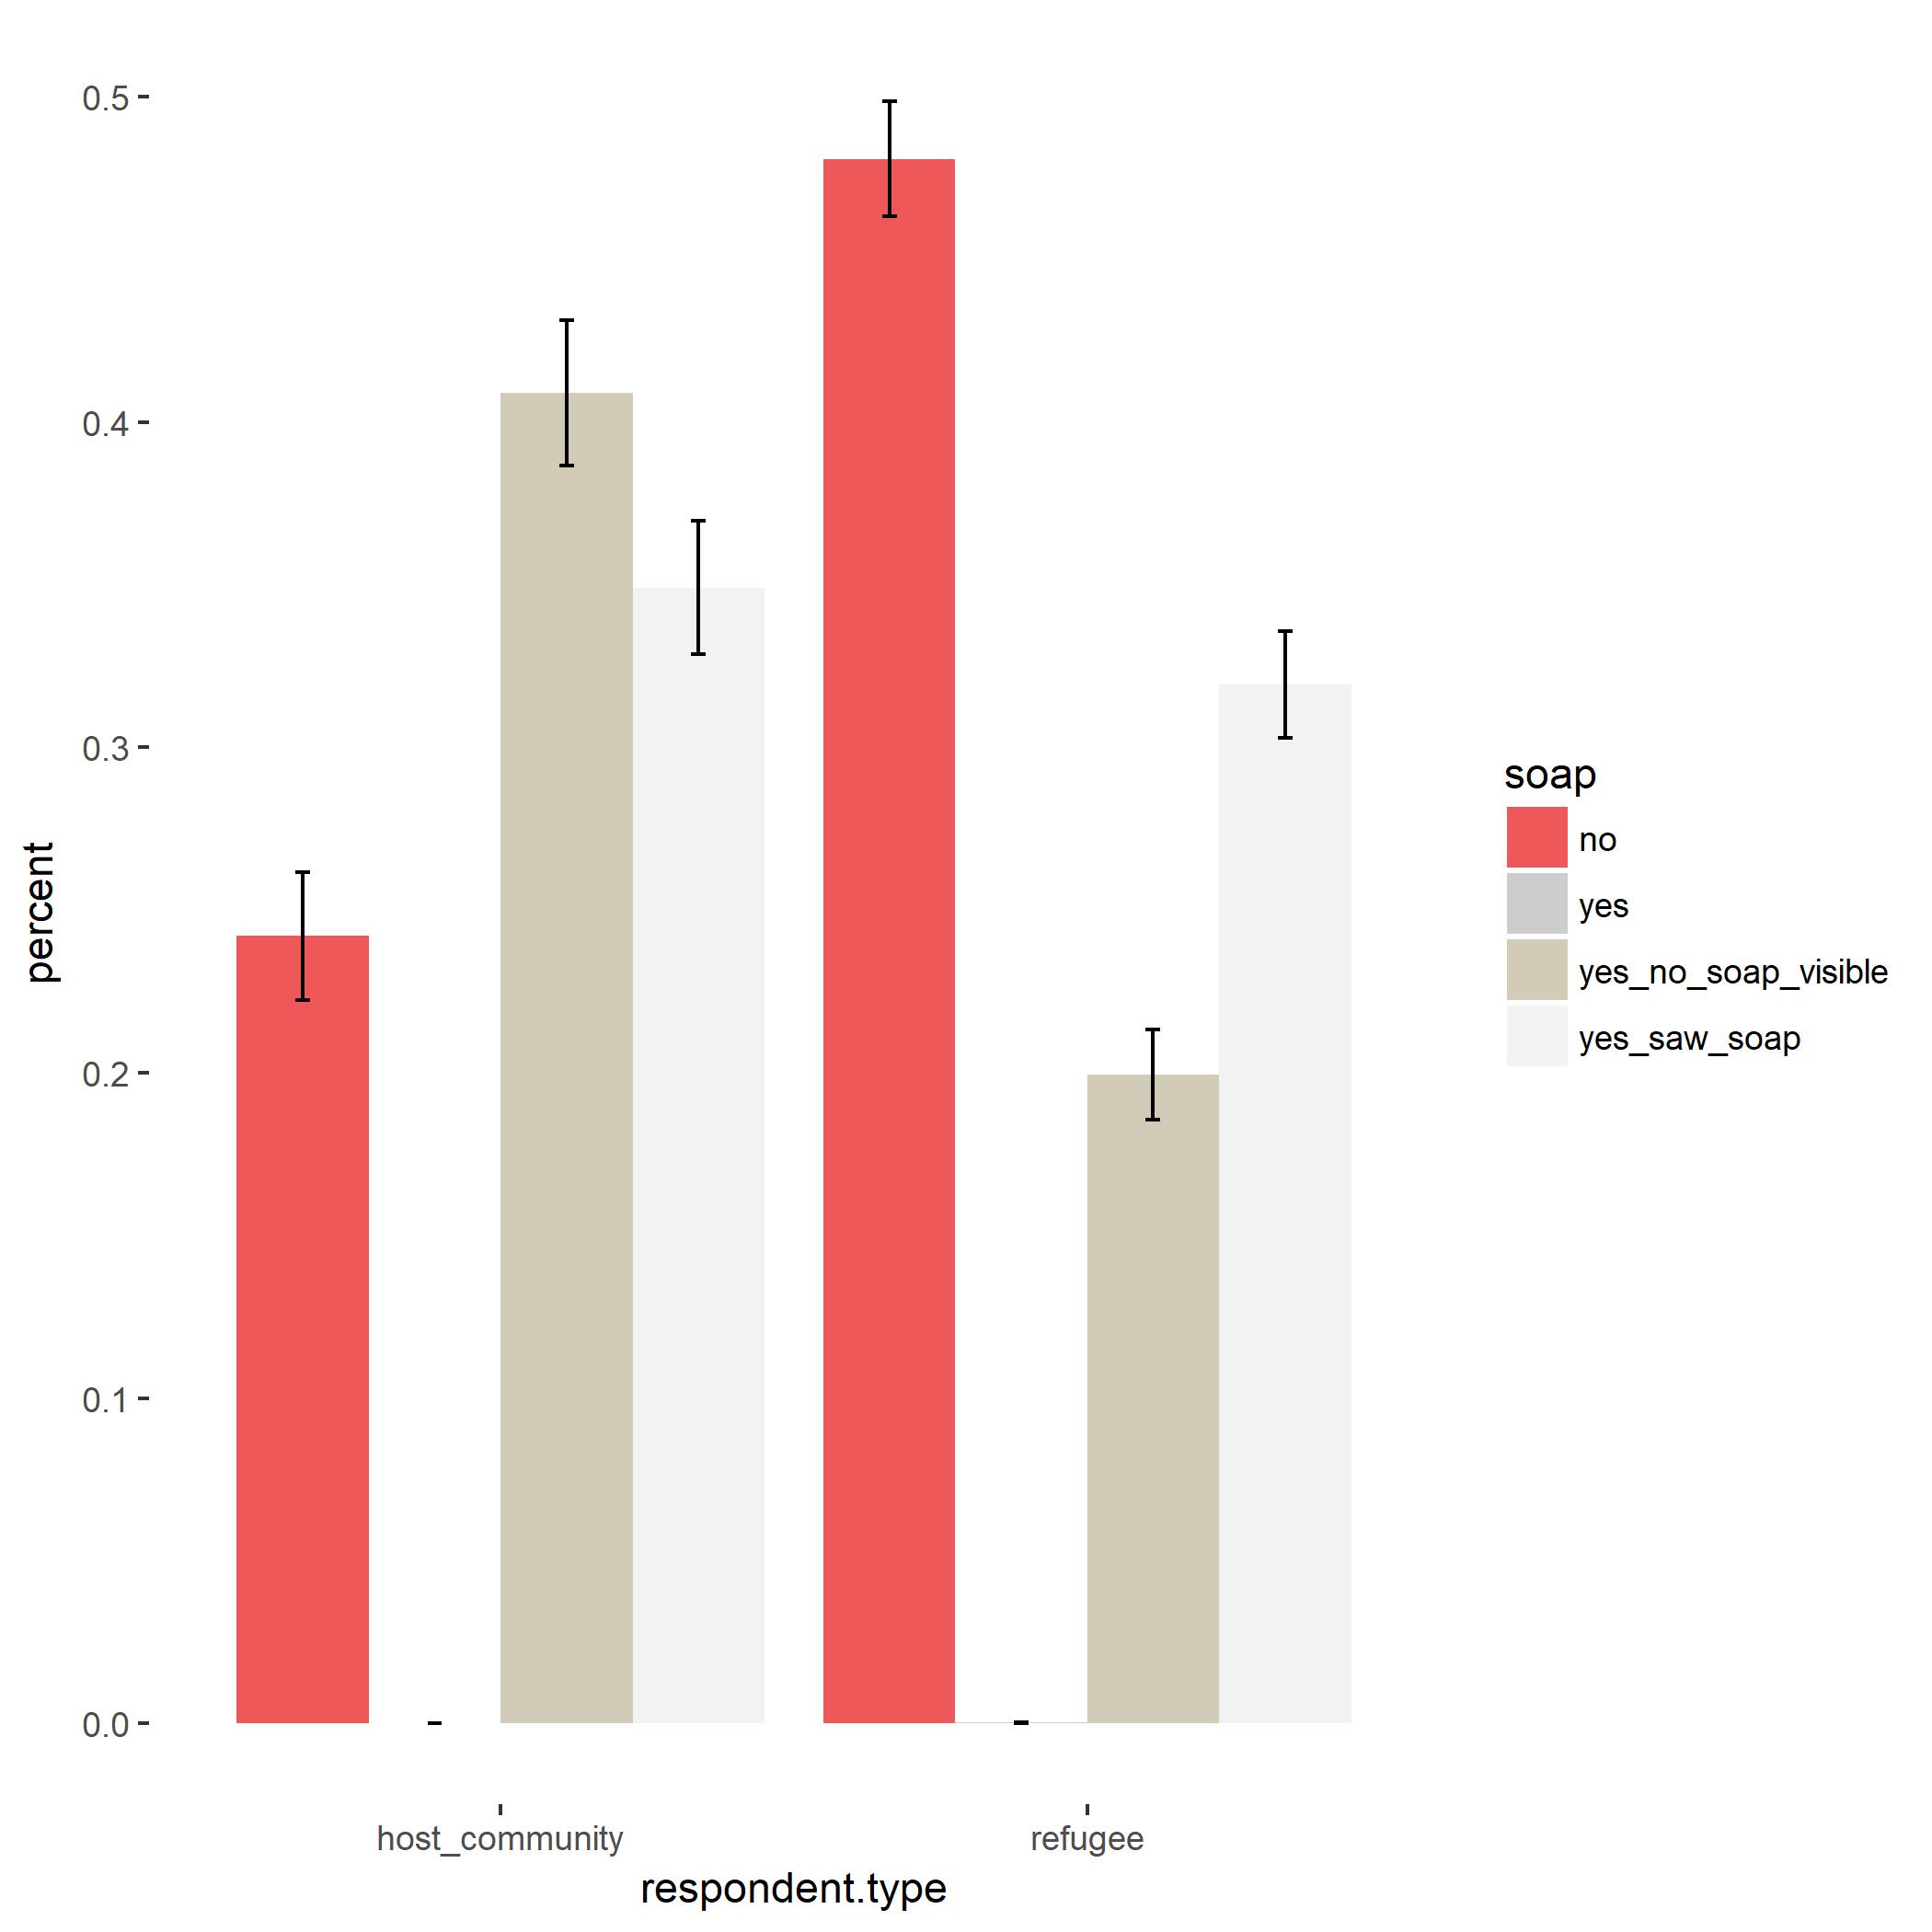 0.5
0.4
0.3
0.2
0.1
0.0
percent
host_community
refugee
respondent.type
soap
no
yes
yes_no_soap_visible
yes_saw_soap